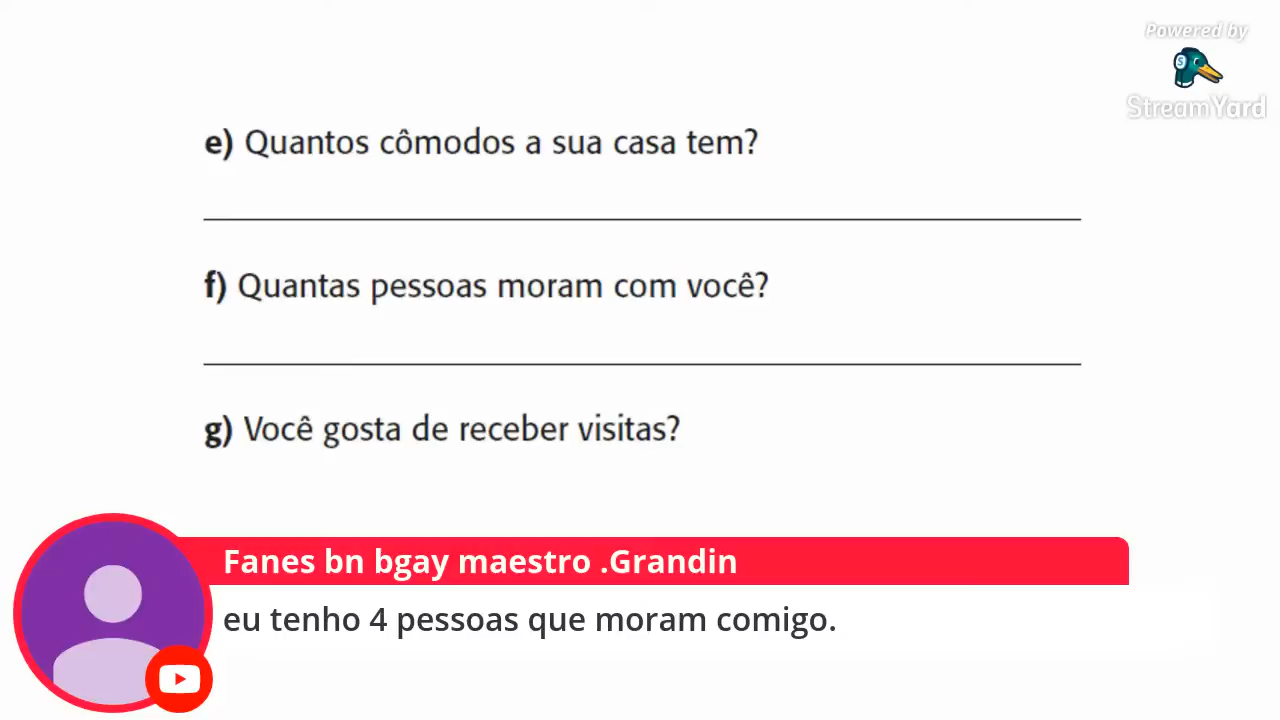 Powered by
StreamYard
e) Quantos cômodos a sua casa tem?
f) Quantas pessoas moram com você?
g) Você gosta de receber visitas?
Fanes bn bgay maestro .Grandin
eu tenho 4 pessoas que moram comigo.